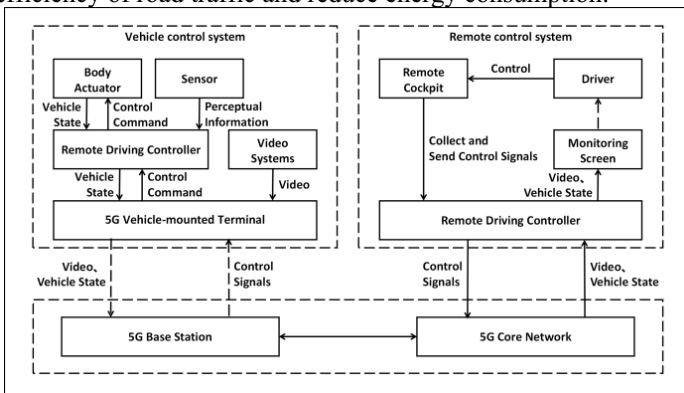 efficiency of road traffic and reduce energy consumption.
Vehicle control system
Remote control system
Body
Actuator
Sensor
Remote
Cockpit
Control
Driver
Vehicle
State
Control
Command
Perceptual
Information
Remote Driving Controller
Video
Systems
Collect and
Send Control Signals
Monitoring
Screen
Vehicle
State
Control
Command
Video
Video、
Vehicle State
5G Vehicle-mounted Terminal
Remote Driving Controller
Video、
Vehicle State
Control
Signals
Control
Signals
Video、
Vehicle State
5G Base Station
5G Core Network